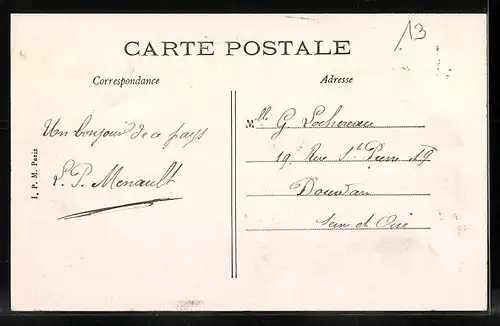 13
CARTE POSTALE
Correspondance
Adresse
Un bonjour de ce pays
L. P. Menault
I. P. M. Paris
Mlle G. Lochereau
19, Rue St Pierre
Dourdan
Seine et Oise